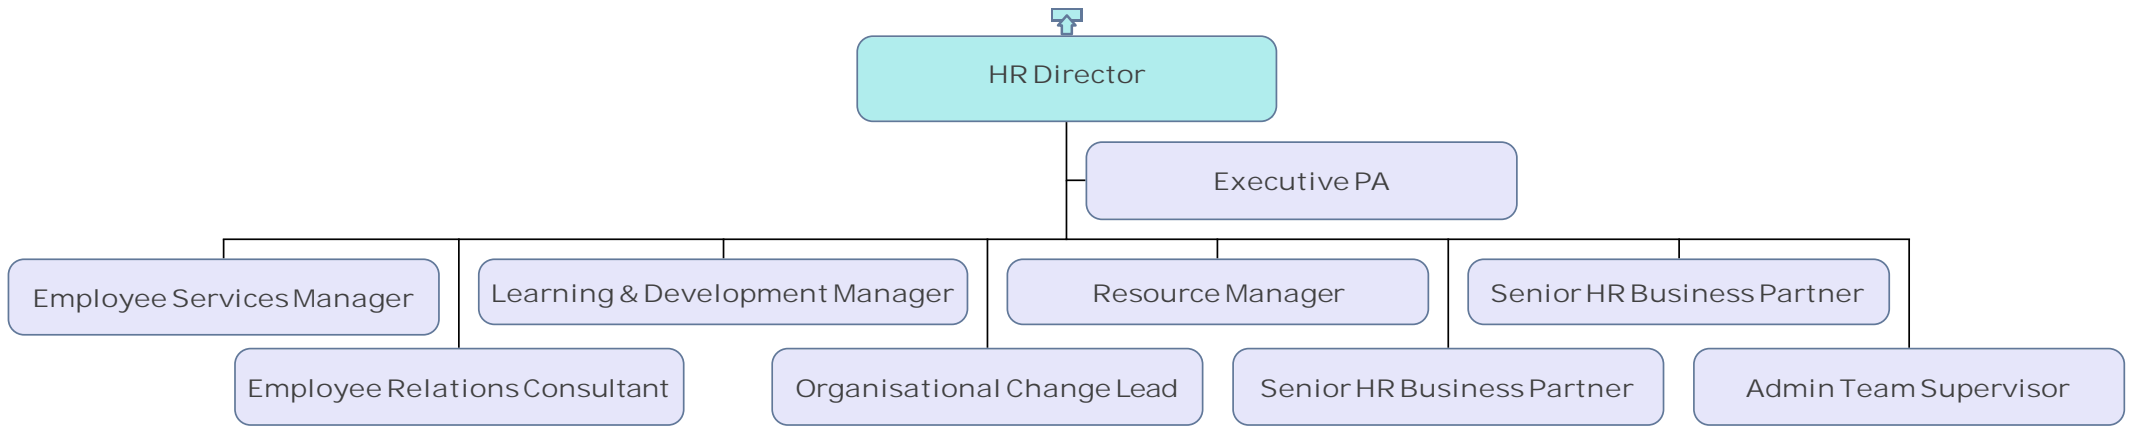 HR Director
Executive PA
Employee Services Manager
Learning & Development Manager
Resource Manager
Senior HR Business Partner
Employee Relations Consultant
Organisational Change Lead
Senior HR Business Partner
Admin Team Supervisor